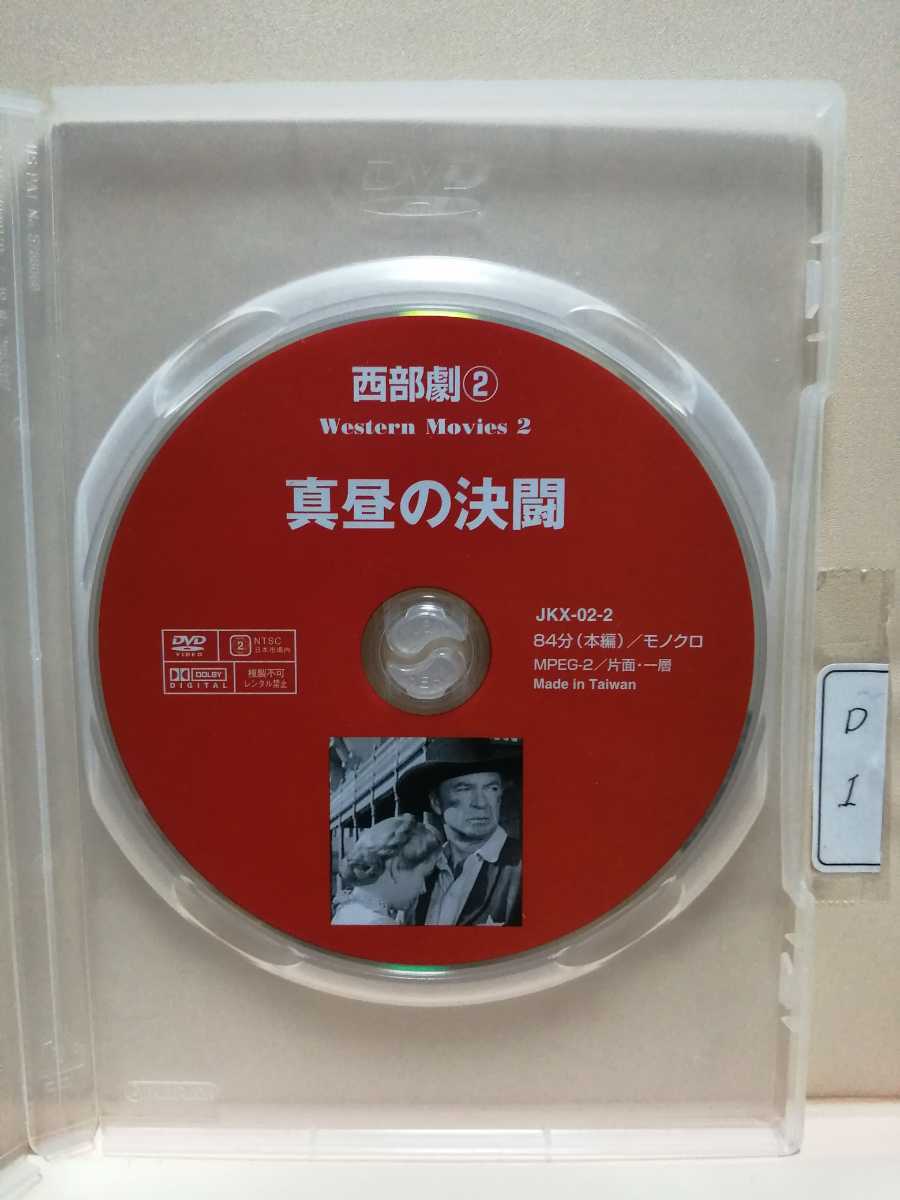 DVD
西部劇②
Western Movies 2
真昼の決闘
JKX-02-2
84分(本編)/モノクロ
MPEG-2/片面・一層
Made in Taiwan
DVD
VIDEO
2
NTSC
日本市場向
DOLBY
DIGITAL
複製不可
レンタル禁止
D
1